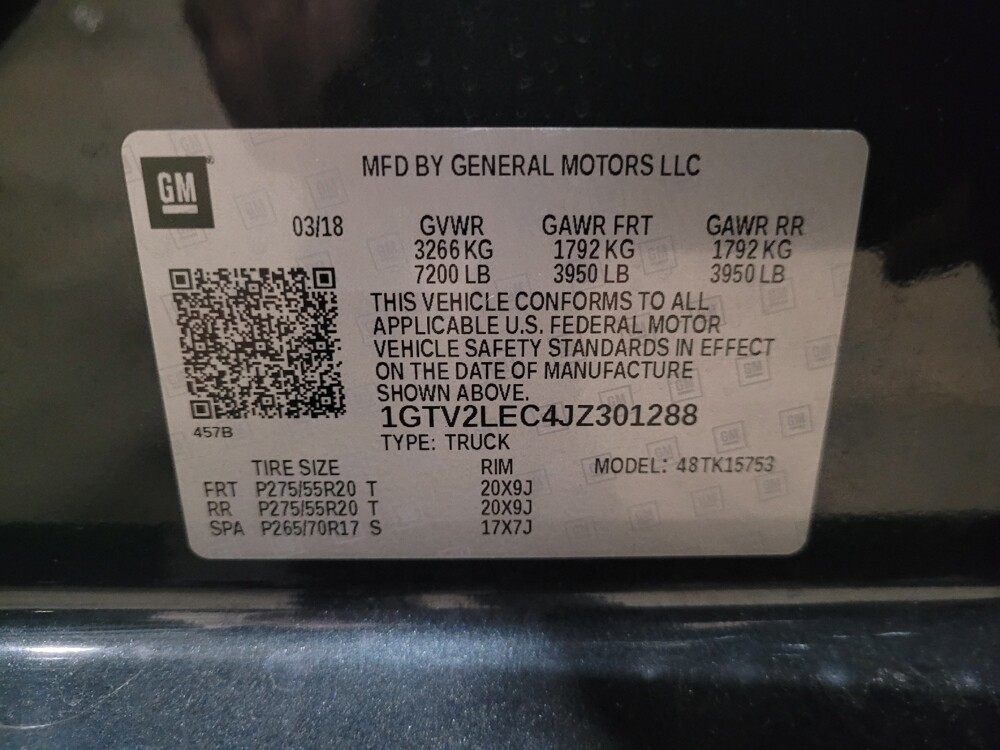 GM
MFD BY GENERAL MOTORS LLC
03/18 GVWR GAWR FRT GAWR RR
3266 KG 1792 KG 1792 KG
7200 LB 3950 LB 3950 LB
THIS VEHICLE CONFORMS TO ALL
APPLICABLE U.S. FEDERAL MOTOR
VEHICLE SAFETY STANDARDS IN EFFECT
ON THE DATE OF MANUFACTURE
SHOWN ABOVE.
1GTV2LEC4JZ301288
457B
TYPE: TRUCK
TIRE SIZE RIM MODEL: 48TK15753
FRT P275/55R20 T 20X9J
RR P275/55R20 T 20X9J
SPA P265/70R17 S 17X7J